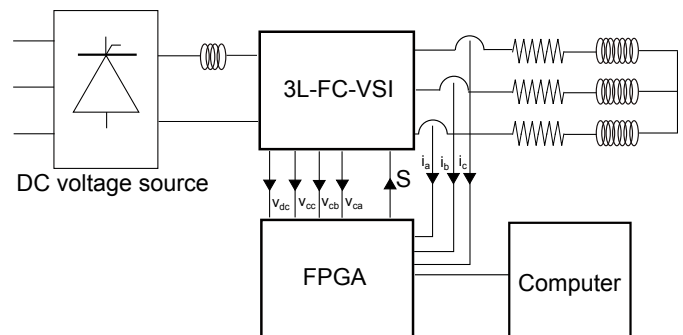 3L-FC-VSI
DC voltage source
S
i_a
i_b
i_c
v_dc
v_cc
v_cb
v_ca
FPGA
Computer